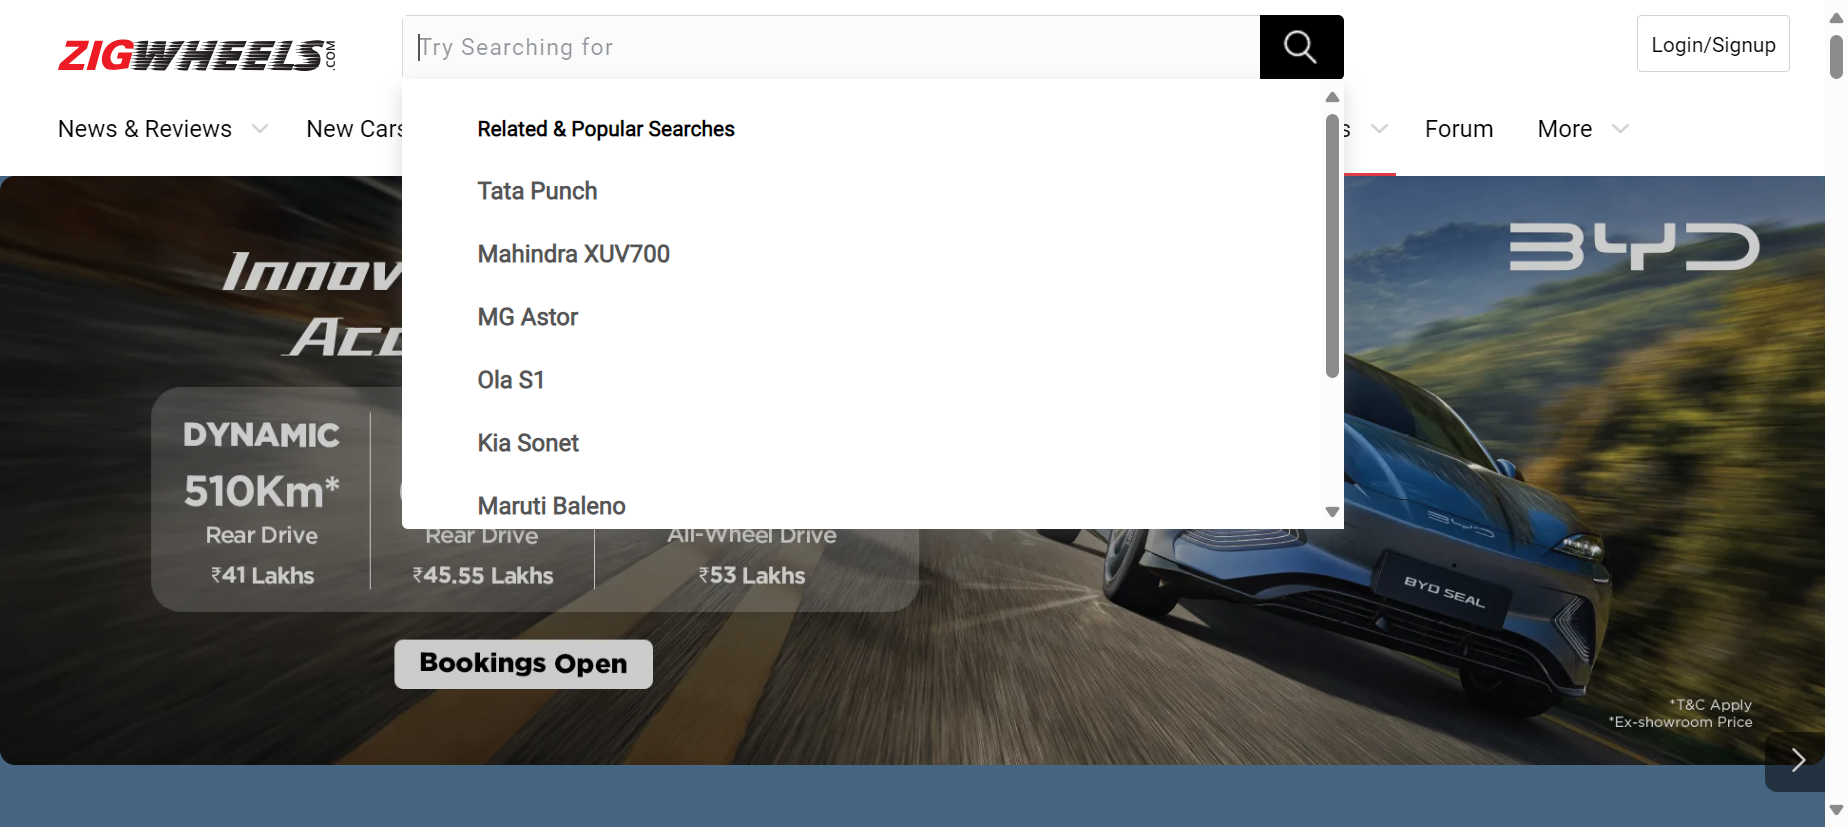 ZIGWHEELS.COM
Try Searching for
Login/Signup
News & Reviews
New Cars
Forum
More
Related & Popular Searches
Tata Punch
Mahindra XUV700
MG Astor
Ola S1
Kia Sonet
Maruti Baleno
BYD
DYNAMIC
510Km*
Rear Drive
₹41 Lakhs
Rear Drive
₹45.55 Lakhs
All-Wheel Drive
₹53 Lakhs
Bookings Open
BYD
BYD SEAL
*T&C Apply
*Ex-showroom Price